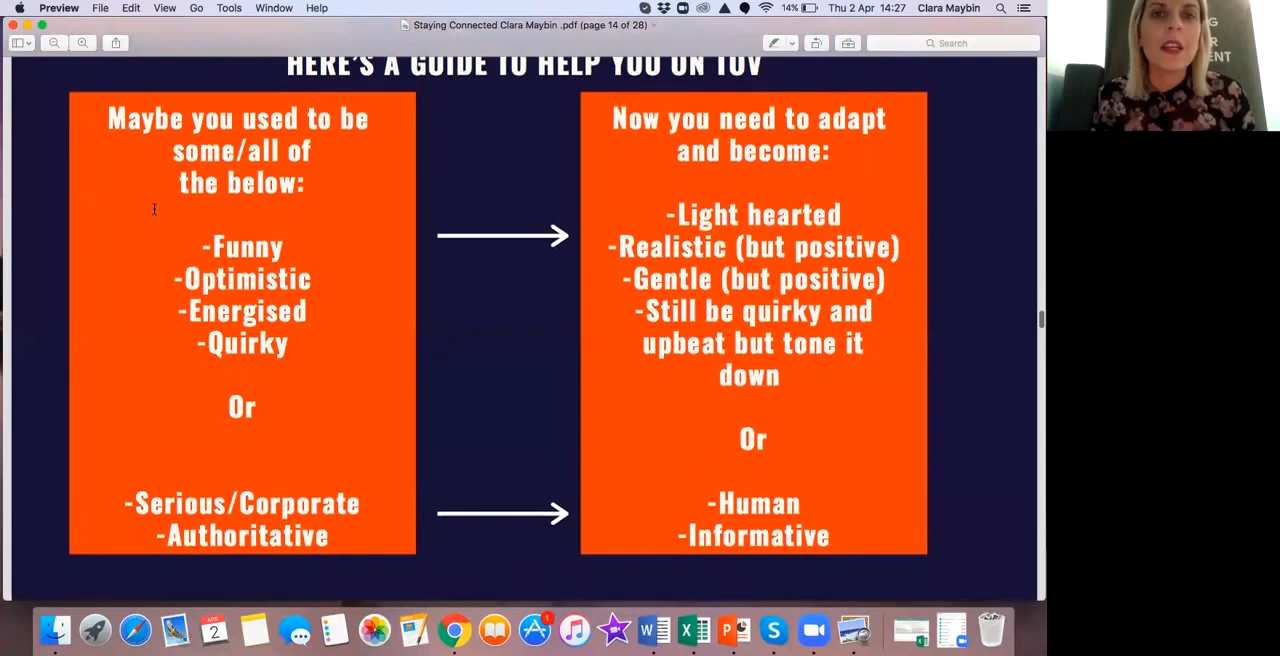 Preview File Edit View Go Tools Window Help
14% Thu 2 Apr 14:27 Clara Maybin
Staying Connected Clara Maybin .pdf (page 14 of 28)
Search
HERE'S A GUIDE TO HELP YOU ON TOV
Maybe you used to be
some/all of
the below:
-Funny
-Optimistic
-Energised
-Quirky
Or
-Serious/Corporate
-Authoritative
Now you need to adapt
and become:
-Light hearted
-Realistic (but positive)
-Gentle (but positive)
-Still be quirky and
upbeat but tone it
down
Or
-Human
-Informative
2
1